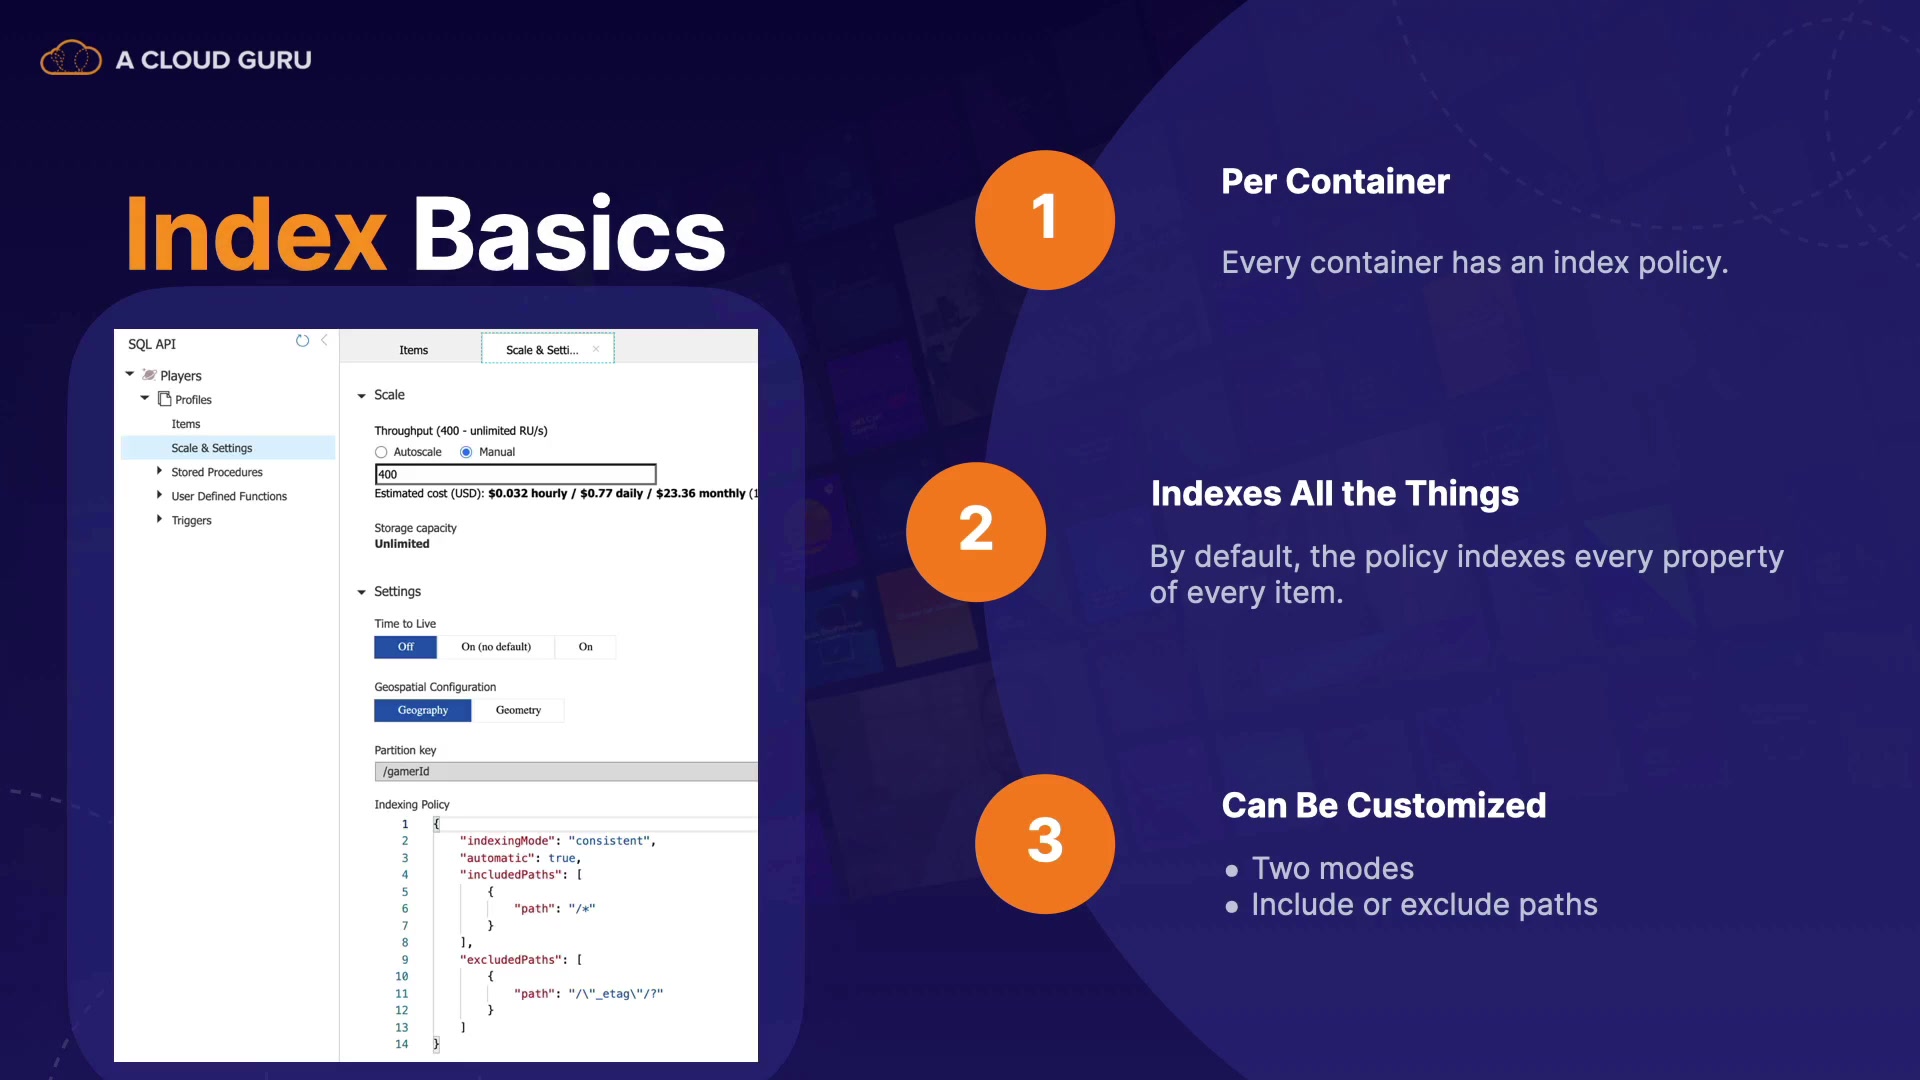 A CLOUD GURU
Index Basics
SQL API
Players
Profiles
Items
Scale & Settings
Stored Procedures
User Defined Functions
Triggers
Items
Scale & Setti...
Scale
Throughput (400 - unlimited RU/s)
Autoscale Manual
400
Estimated cost (USD): $0.032 hourly / $0.77 daily / $23.36 monthly (1
Storage capacity
Unlimited
Settings
Time to Live
Off On (no default) On
Geospatial Configuration
Geography Geometry
Partition key
/gamerId
Indexing Policy
1 {
2 "indexingMode": "consistent",
3 "automatic": true,
4 "includedPaths": [
5 {
6 "path": "/*"
7 }
8 ],
9 "excludedPaths": [
10 {
11 "path": "/\"_etag\"/?"
12 }
13 ]
14 }
1
Per Container
Every container has an index policy.
2
Indexes All the Things
By default, the policy indexes every property
of every item.
3
Can Be Customized
● Two modes
● Include or exclude paths